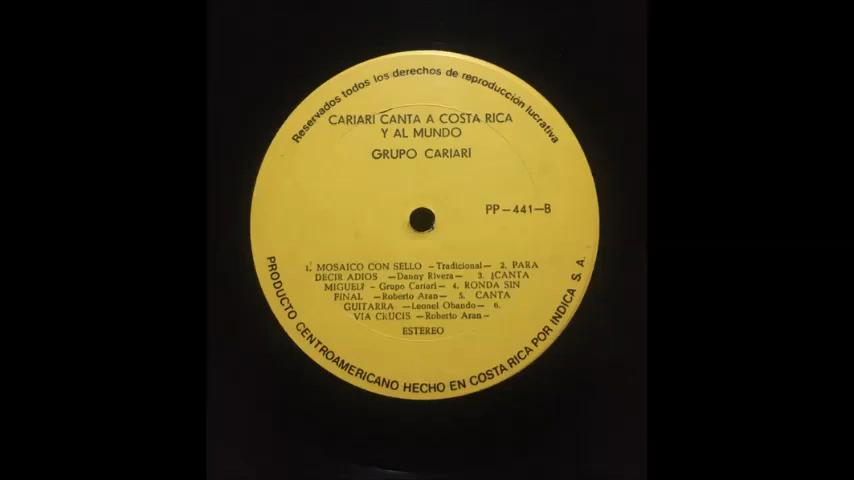 Reservados todos los derechos de reproducción lucrativa
CARIARI CANTA A COSTA RICA
Y AL MUNDO
GRUPO CARIARI
PP-441-B
1. MOSAICO CON SELLO -Tradicional- 2. PARA
DECIR ADIOS -Danny Rivera- 3. ¡CANTA
MIGUEL? - Grupo Cariarí- 4. RONDA SIN
FINAL -Roberto Aran- 5. CANTA
GUITARRA -Leonel Obando- 6.
VIA CRUCIS -Roberto Aran-
ESTEREO
PRODUCTO CENTROAMERICANO HECHO EN COSTA RICA POR INDICA S. A.